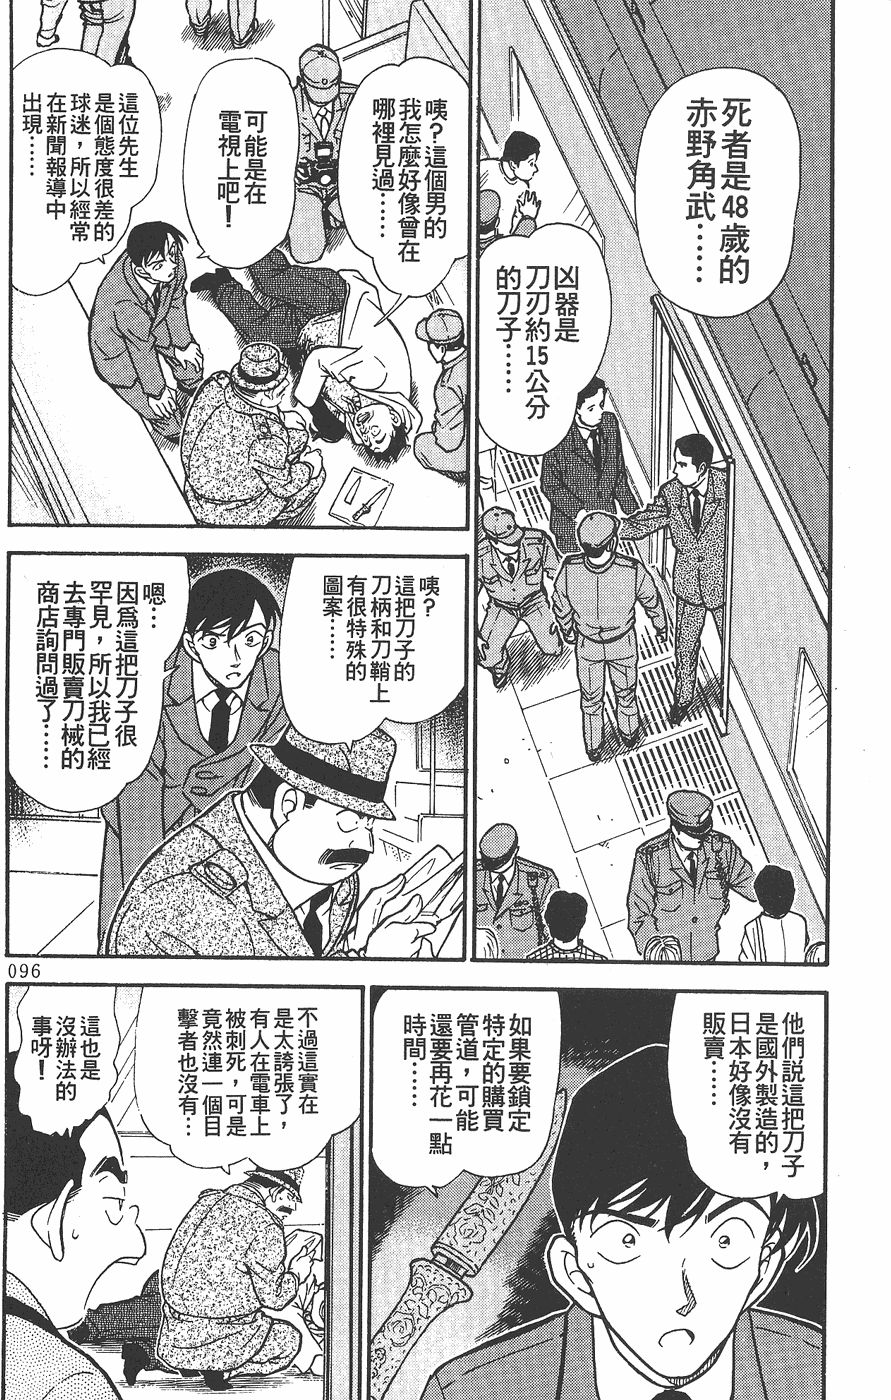 死者是48歲的
赤野角武……
凶器是
刀刃約15公分
的刀子……
咦？這個男的
我怎麼好像曾在
哪裡見過……
可能是在
電視上吧！
這位先生
是個態度很差的
球迷，所以經常
在新聞報導中
出現……
咦？
這把刀子的
刀柄和刀鞘上
有很特殊的
圖案……
嗯…
因為這把刀子很
罕見，所以我已經
去專門販賣刀械的
商店詢問過了……
096
他們說這把刀子
是國外製造的，
日本好像沒有
販賣……
如果要鎖定
特定的購買
管道，可能
還要再花一點
時間……
不過這實在
是太誇張了，
有人在電車上
被刺死，可是
竟然連一個目
擊者也沒有…
這也是
沒辦法的
事呀！